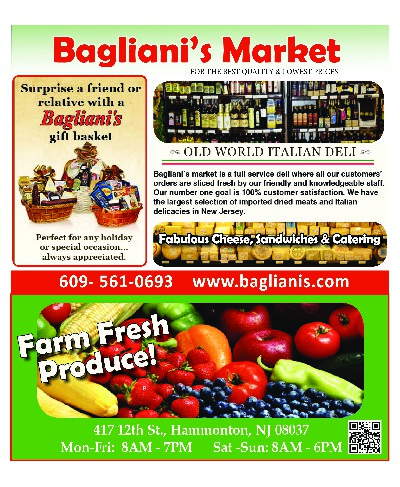 Bagliani's Market
FOR THE BEST QUALITY & LOWEST PRICES
Surprise a friend or
relative with a
Bagliani's
gift basket
Perfect for any holiday
or special occasion...
always appreciated.
OLD WORLD ITALIAN DELI
Bagliani's market is a full service deli where all our customers'
orders are sliced fresh by our friendly and knowledgeable staff.
Our number one goal is 100% customer satisfaction. We have
the largest selection of imported dried meats and Italian
delicacies in New Jersey.
Fabulous Cheese, Sandwiches & Catering
609- 561-0693 www.baglianis.com
Farm Fresh
Produce!
417 12th St., Hammonton, NJ 08037
Mon-Fri: 8AM - 7PM Sat -Sun: 8AM - 6PM